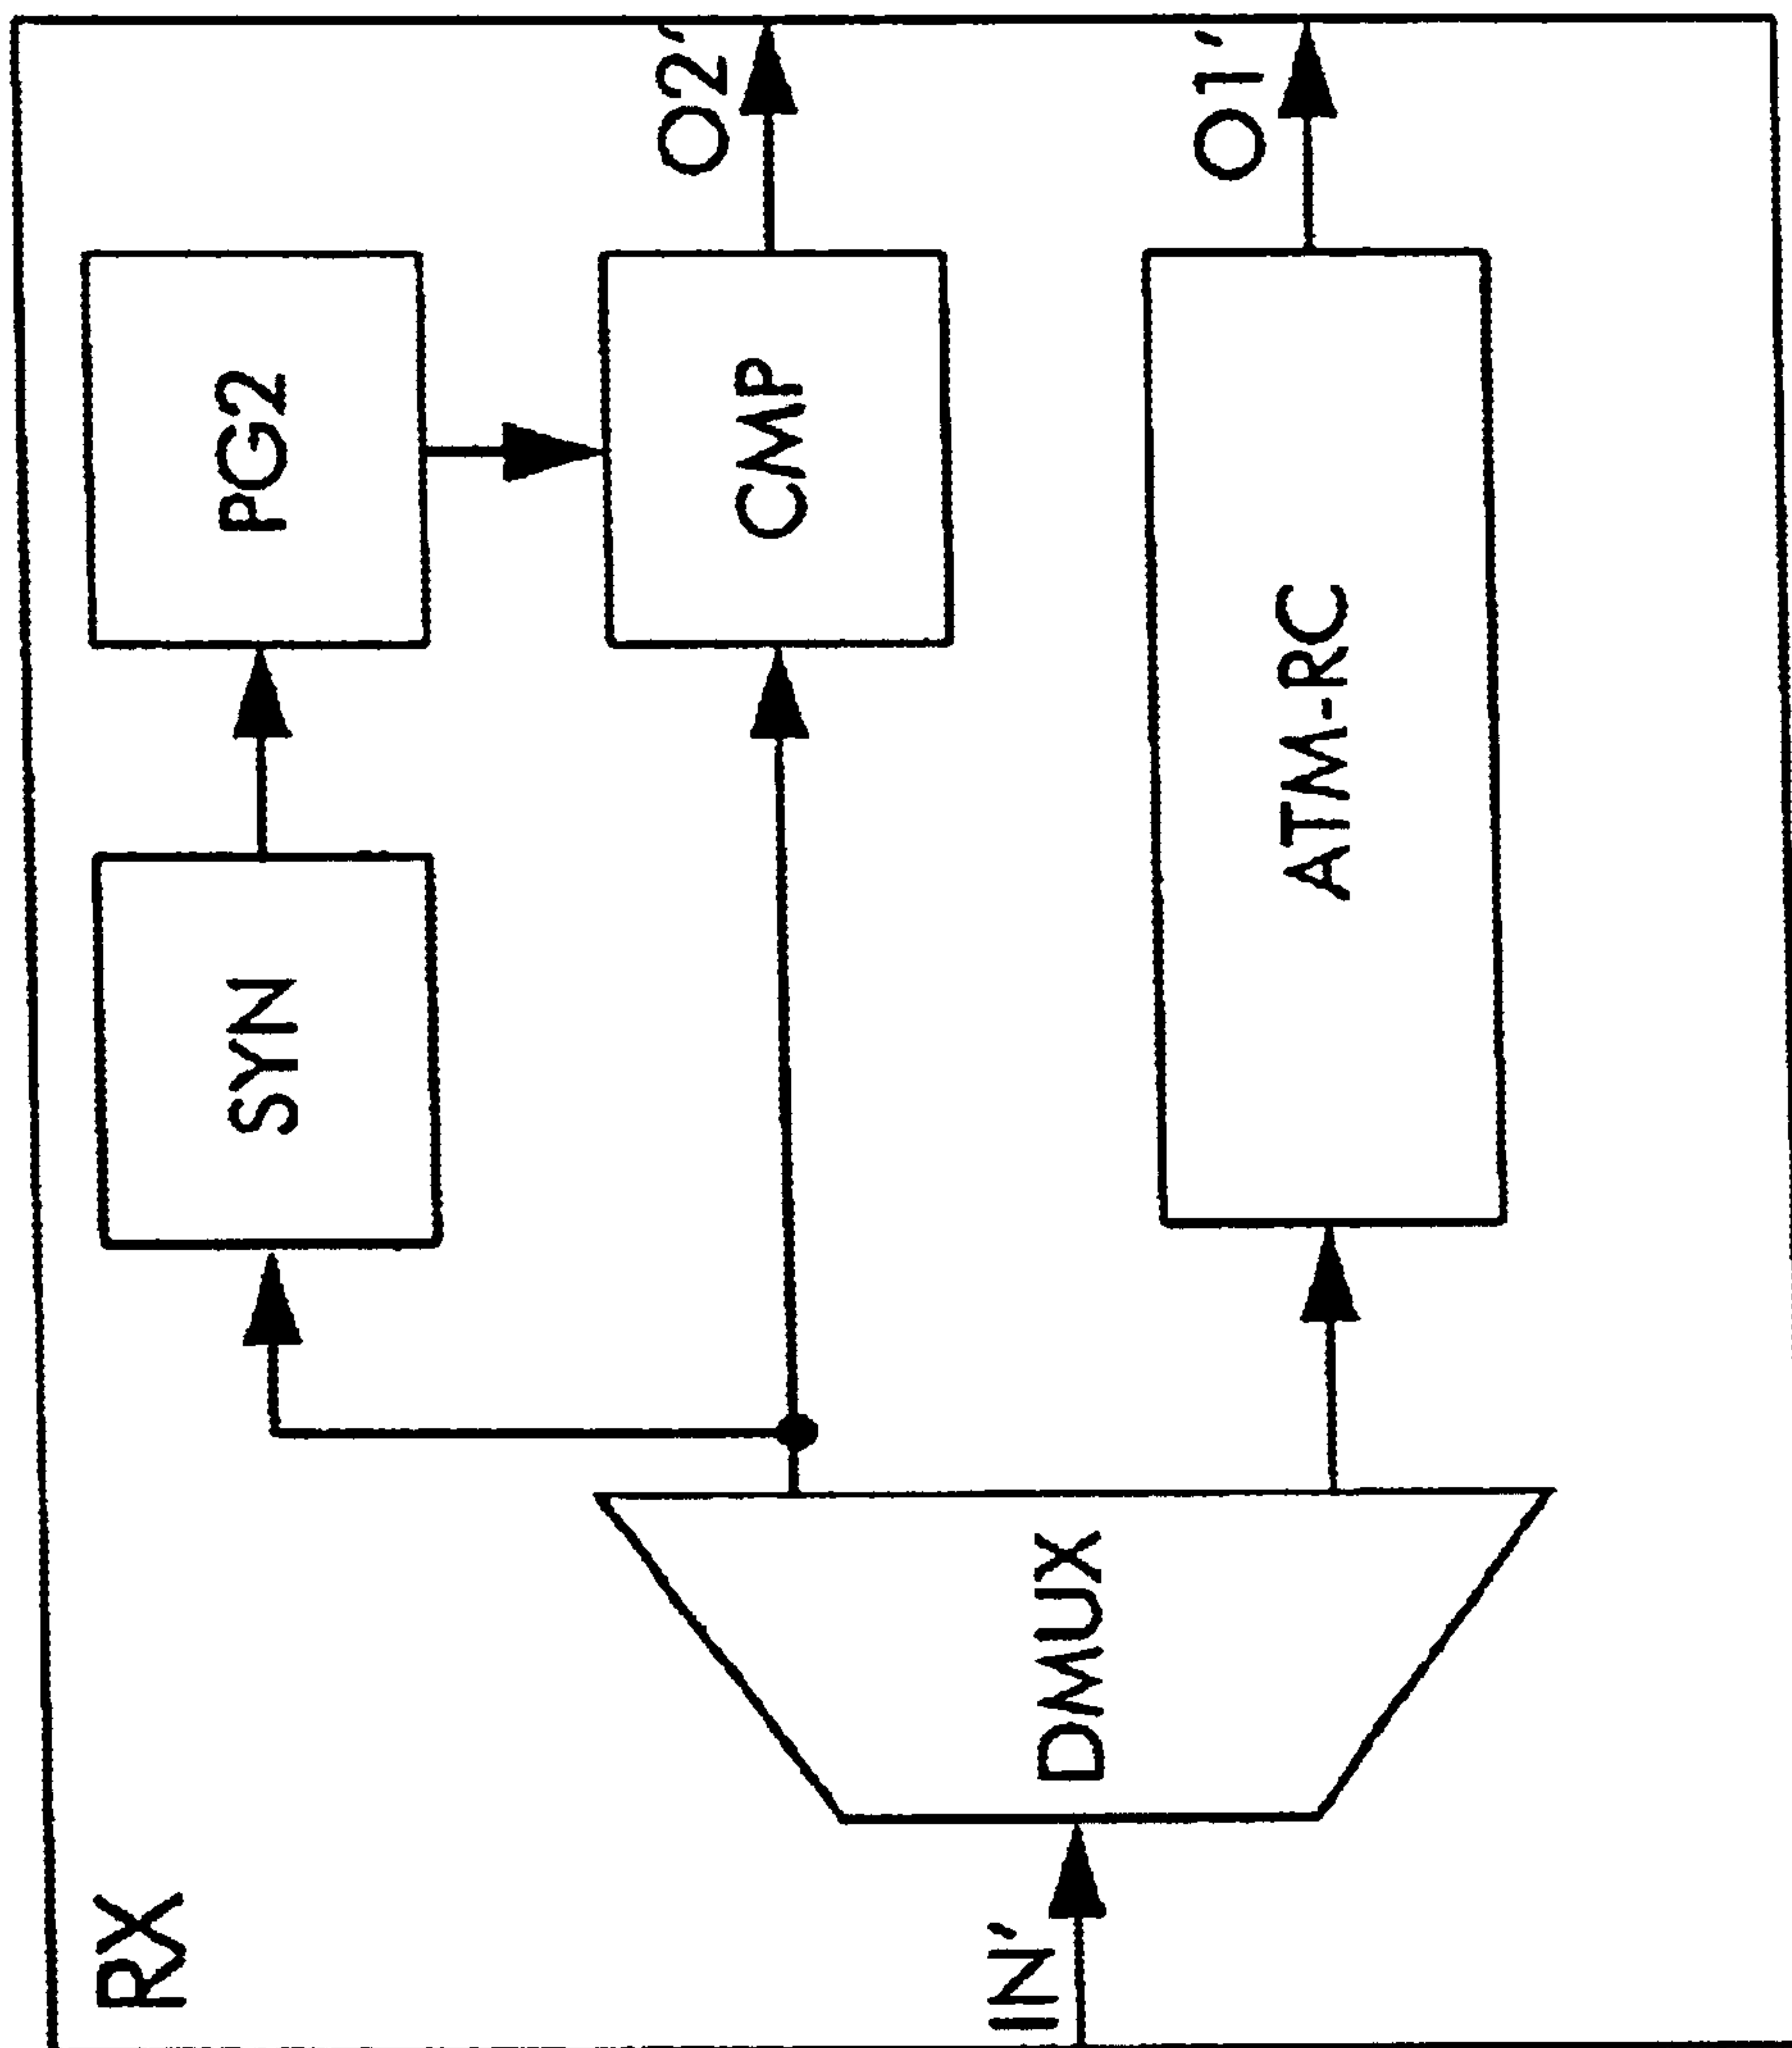 RX
SYN
PG2
CMP
O2′
IN′
DMUX
ATM-RC
O1′